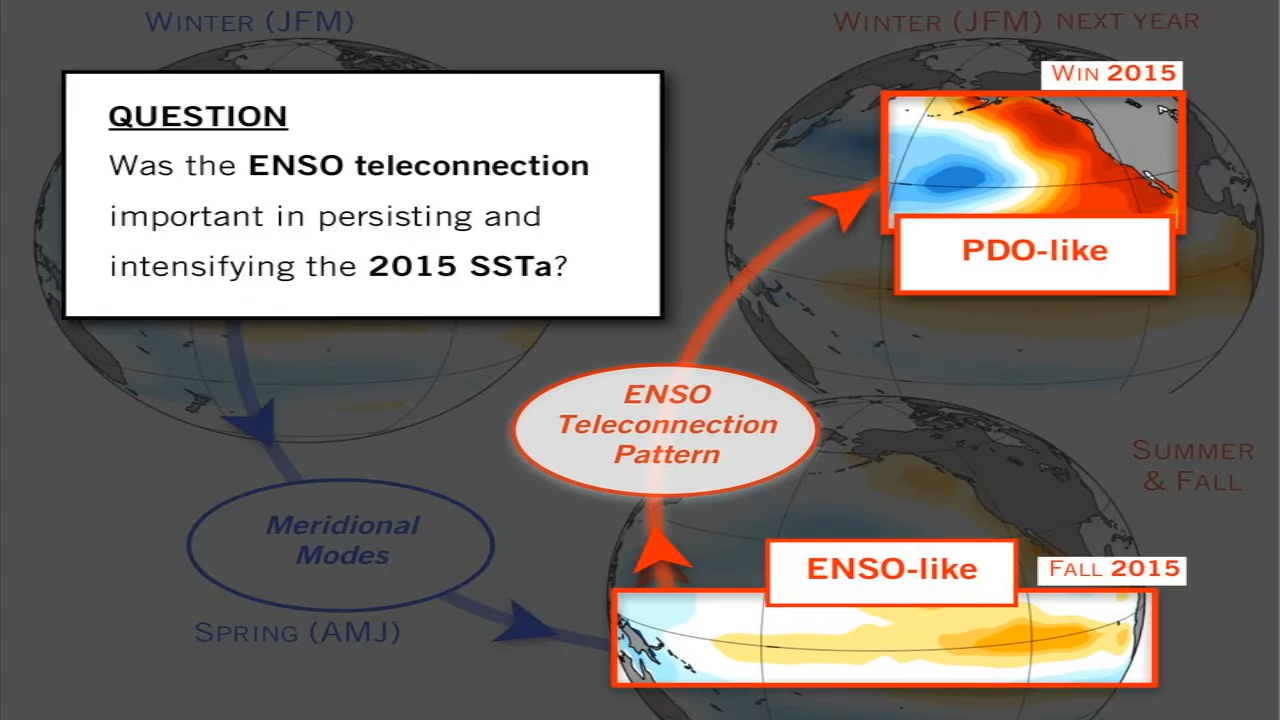 WINTER (JFM)
WINTER (JFM) NEXT YEAR
WIN 2015
QUESTION
Was the ENSO teleconnection
important in persisting and
intensifying the 2015 SSTa?
PDO-like
ENSO
Teleconnection
Pattern
SUMMER
& FALL
Meridional
Modes
ENSO-like
FALL 2015
SPRING (AMJ)